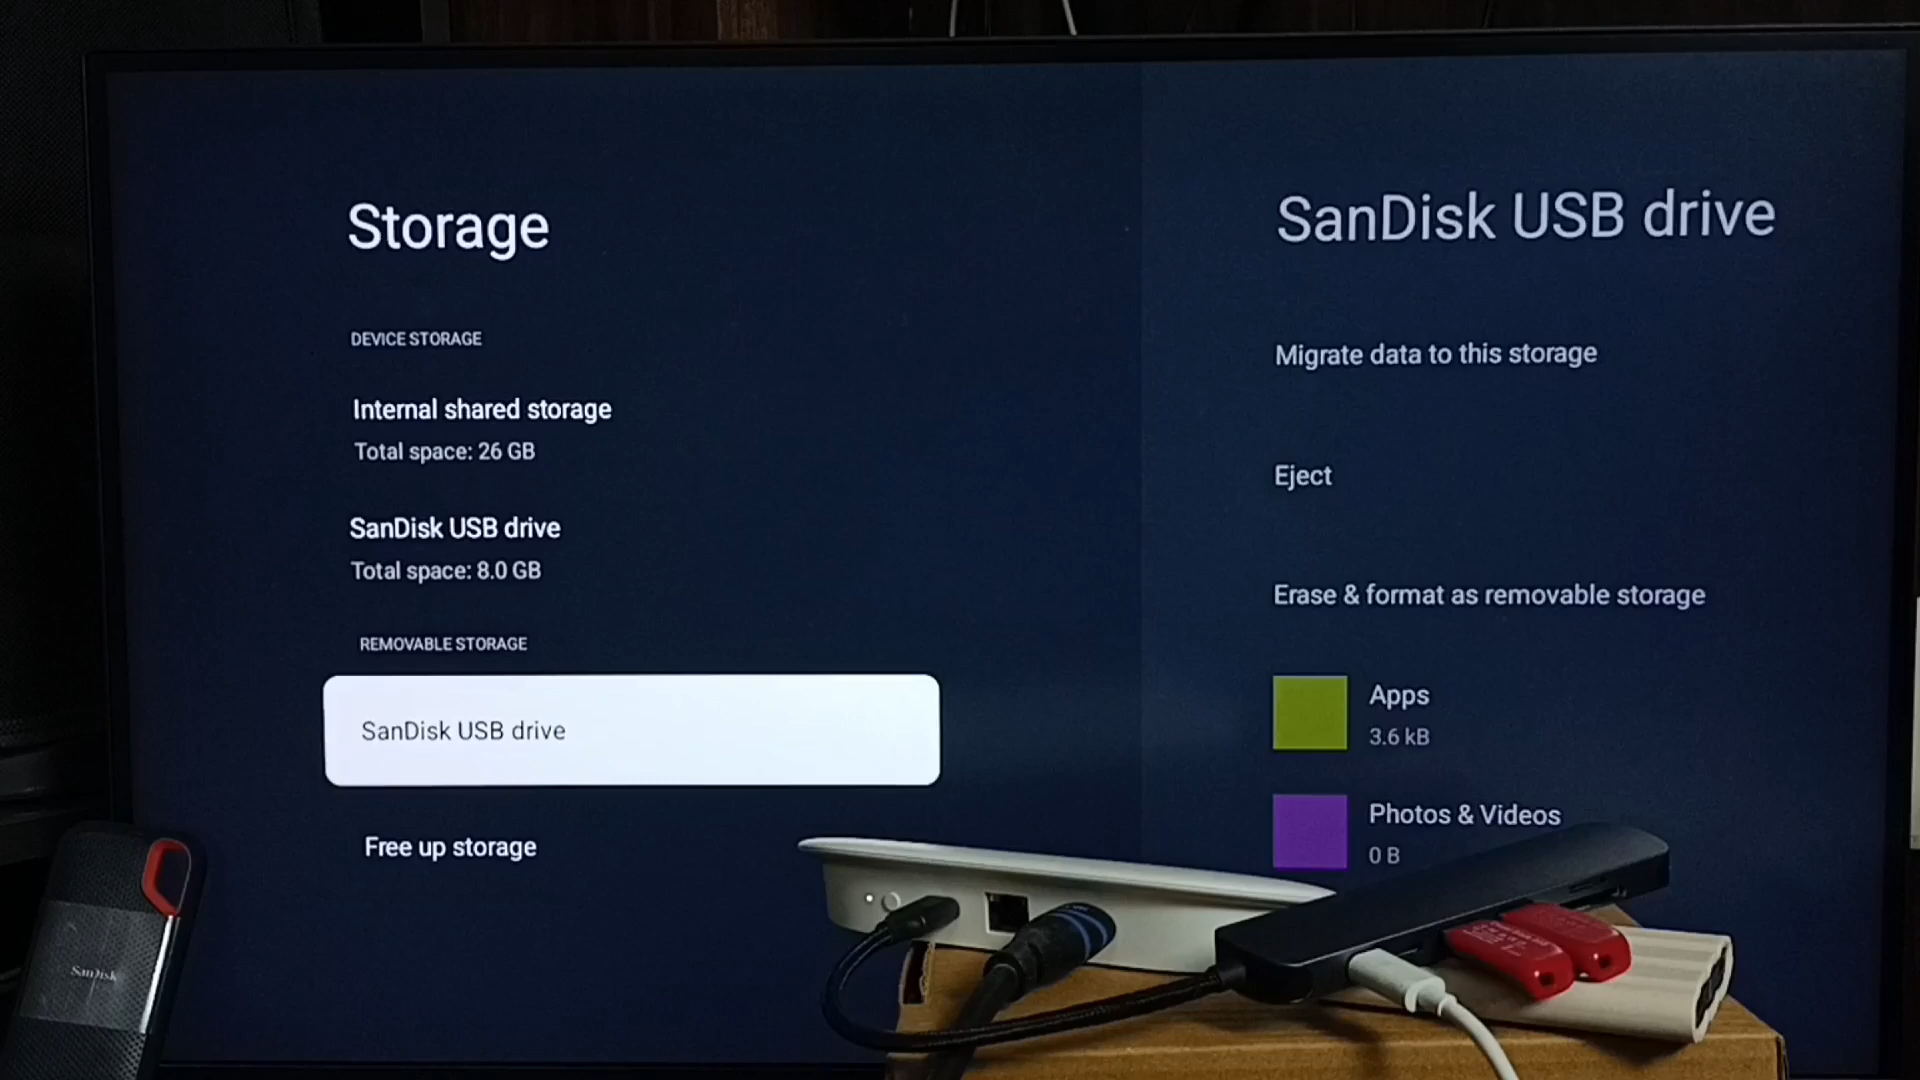 Storage
DEVICE STORAGE
Internal shared storage
Total space: 26 GB
SanDisk USB drive
Total space: 8.0 GB
REMOVABLE STORAGE
SanDisk USB drive
Free up storage
SanDisk USB drive
Migrate data to this storage
Eject
Erase & format as removable storage
Apps
3.6 kB
Photos & Videos
0 B
SanDisk